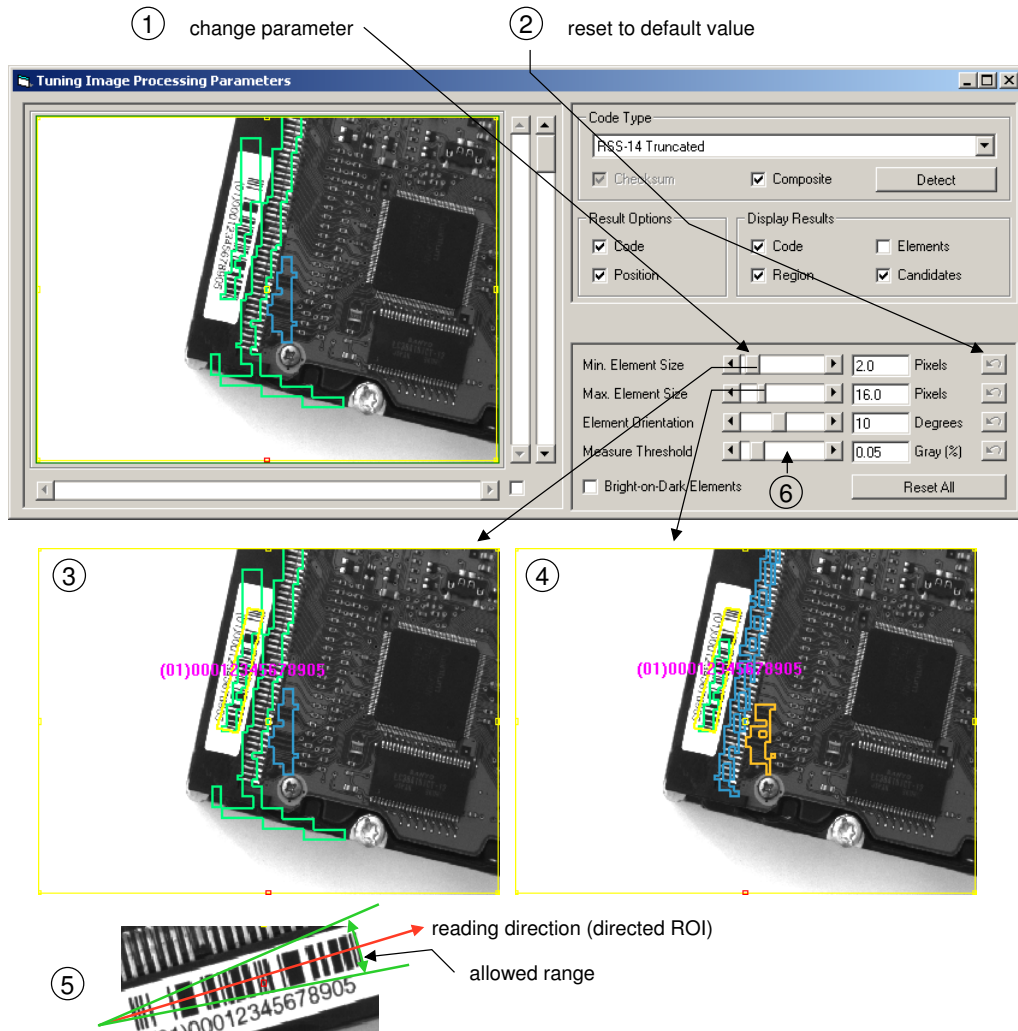 1 change parameter
2 reset to default value
Tuning Image Processing Parameters
Code Type
RSS-14 Truncated
Checksum Composite Detect
Result Options Display Results
Code Code Elements
Position Region Candidates
(01)00012345678905
Min. Element Size 2.0 Pixels
Max. Element Size 16.0 Pixels
Element Orientation 10 Degrees
Measure Threshold 0.05 Gray (%)
Bright-on-Dark Elements 6 Reset All
3 4
(01)00012345678905 (01)00012345678905
reading direction (directed ROI)
allowed range
5
01)00012345678905